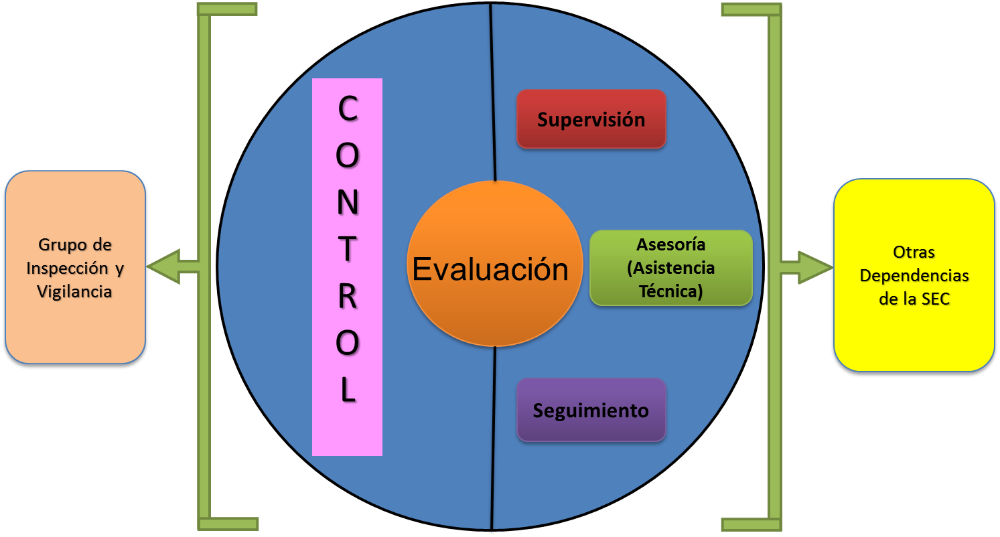 C
O
N
T
R
O
L
Supervisión
Grupo de
Inspección y
Vigilancia
Evaluación
Asesoría
(Asistencia
Técnica)
Otras
Dependencias
de la SEC
Seguimiento